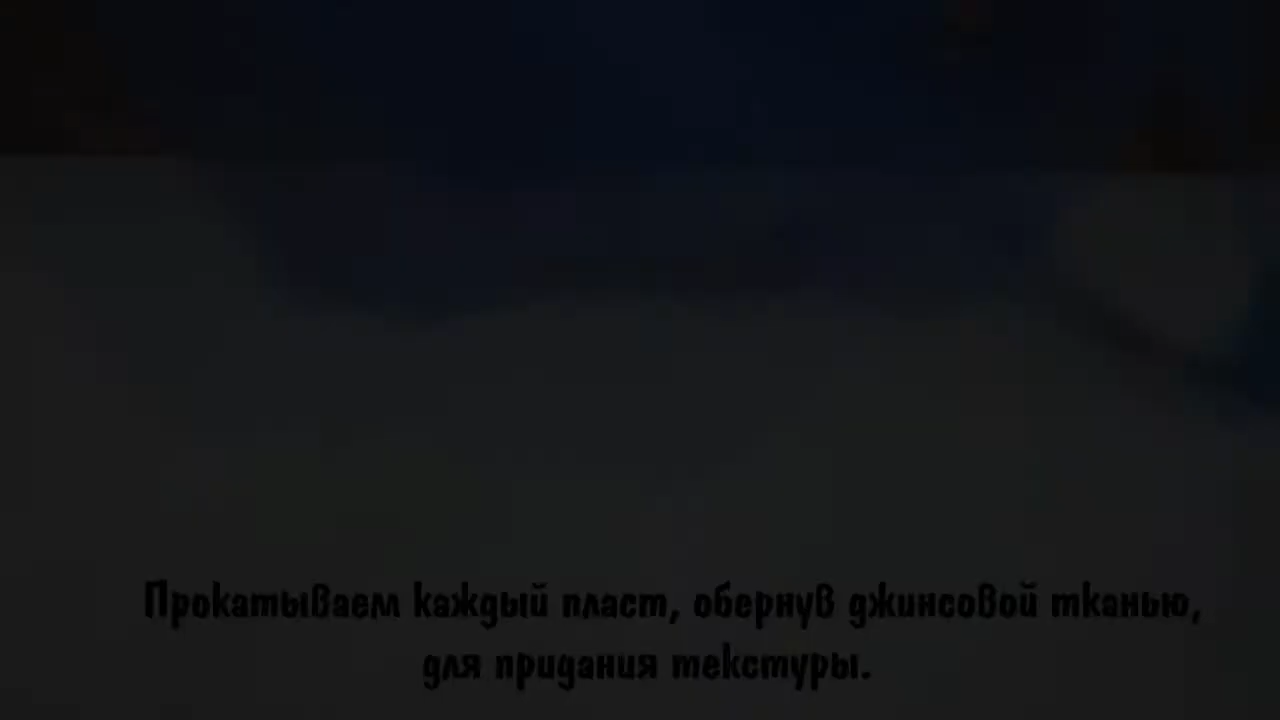 Прокатываем каждый пласт, обернув джинсовой тканью,
для придания текстуры.